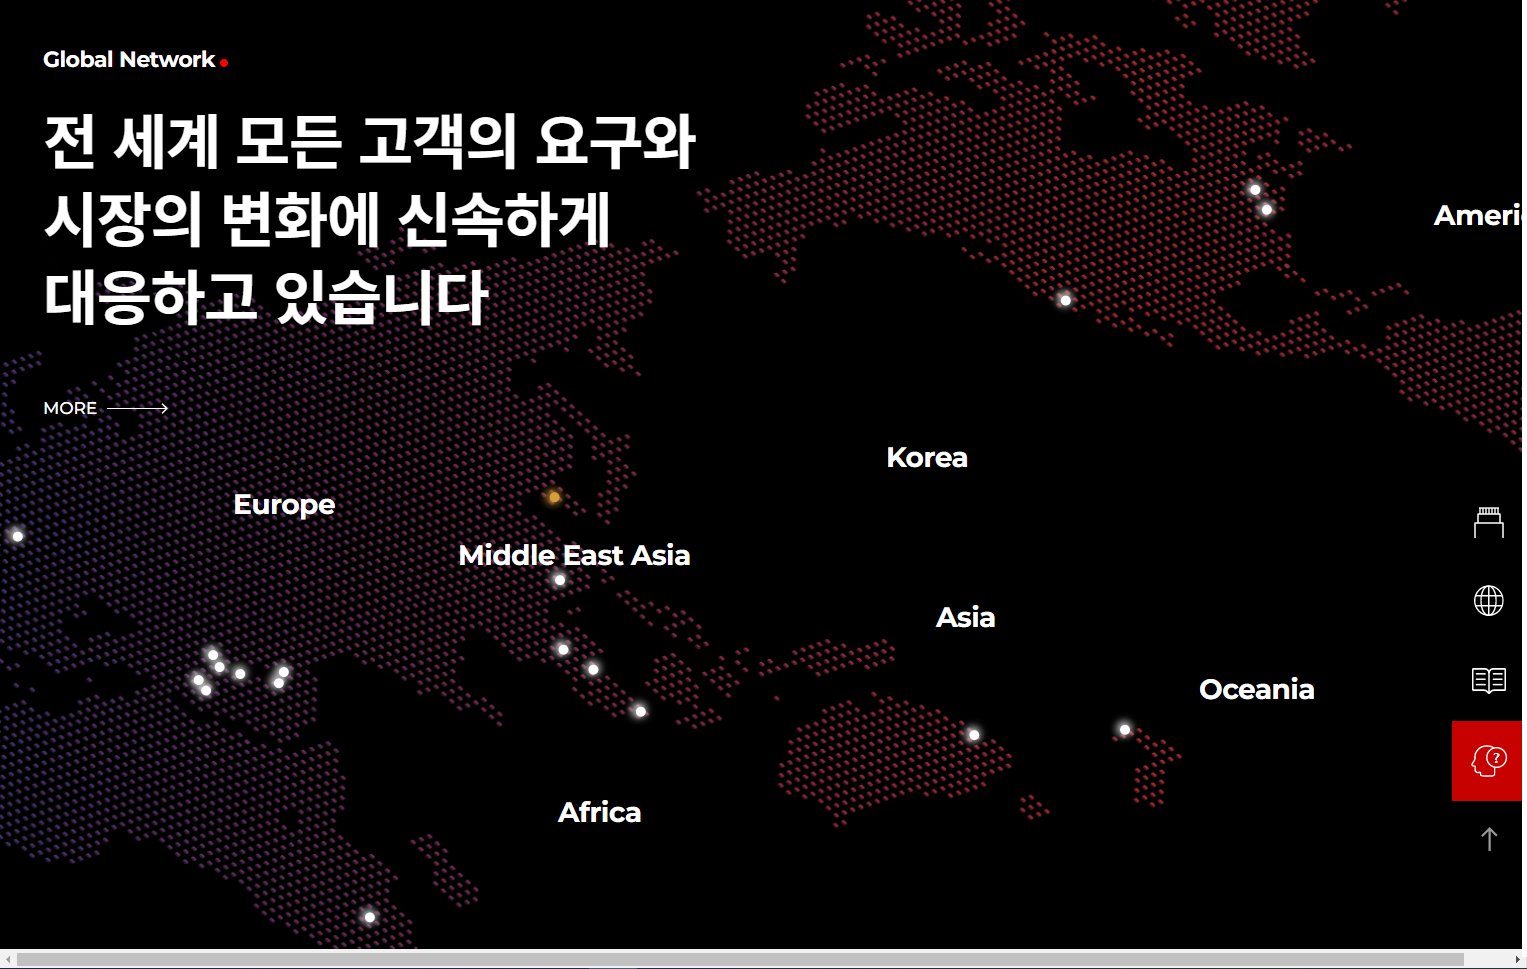 Global Network
전 세계 모든 고객의 요구와
시장의 변화에 신속하게
대응하고 있습니다
MORE
Ameri
Korea
Europe
Middle East Asia
Asia
Oceania
Africa
?